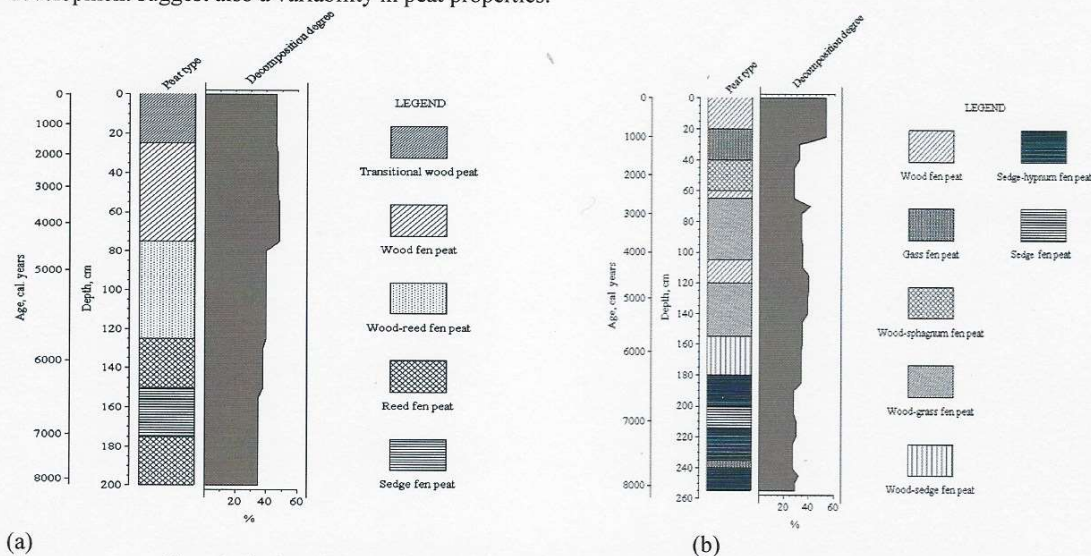 development suggest also a variability in peat properties.
Peat type
Decomposition degree
Age, cal. years
0
1000
2000
3000
4000
5000
6000
7000
8000
Depth, cm
0
20
40
60
80
100
120
140
160
180
200
20 40 60
%
LEGEND
Transitional wood peat
Wood fen peat
Wood-reed fen peat
Reed fen peat
Sedge fen peat
(a)
Peat type
Decomposition degree
Age, cal. years
0
1000
2000
3000
4000
5000
6000
7000
8000
Depth, cm
0
20
40
60
80
100
120
140
160
180
200
220
240
260
20 40 60
%
LEGEND
Wood fen peat
Sedge-hypnum fen peat
Gass fen peat
Sedge fen peat
Wood-sphagnum fen peat
Wood-grass fen peat
Wood-sedge fen peat
(b)